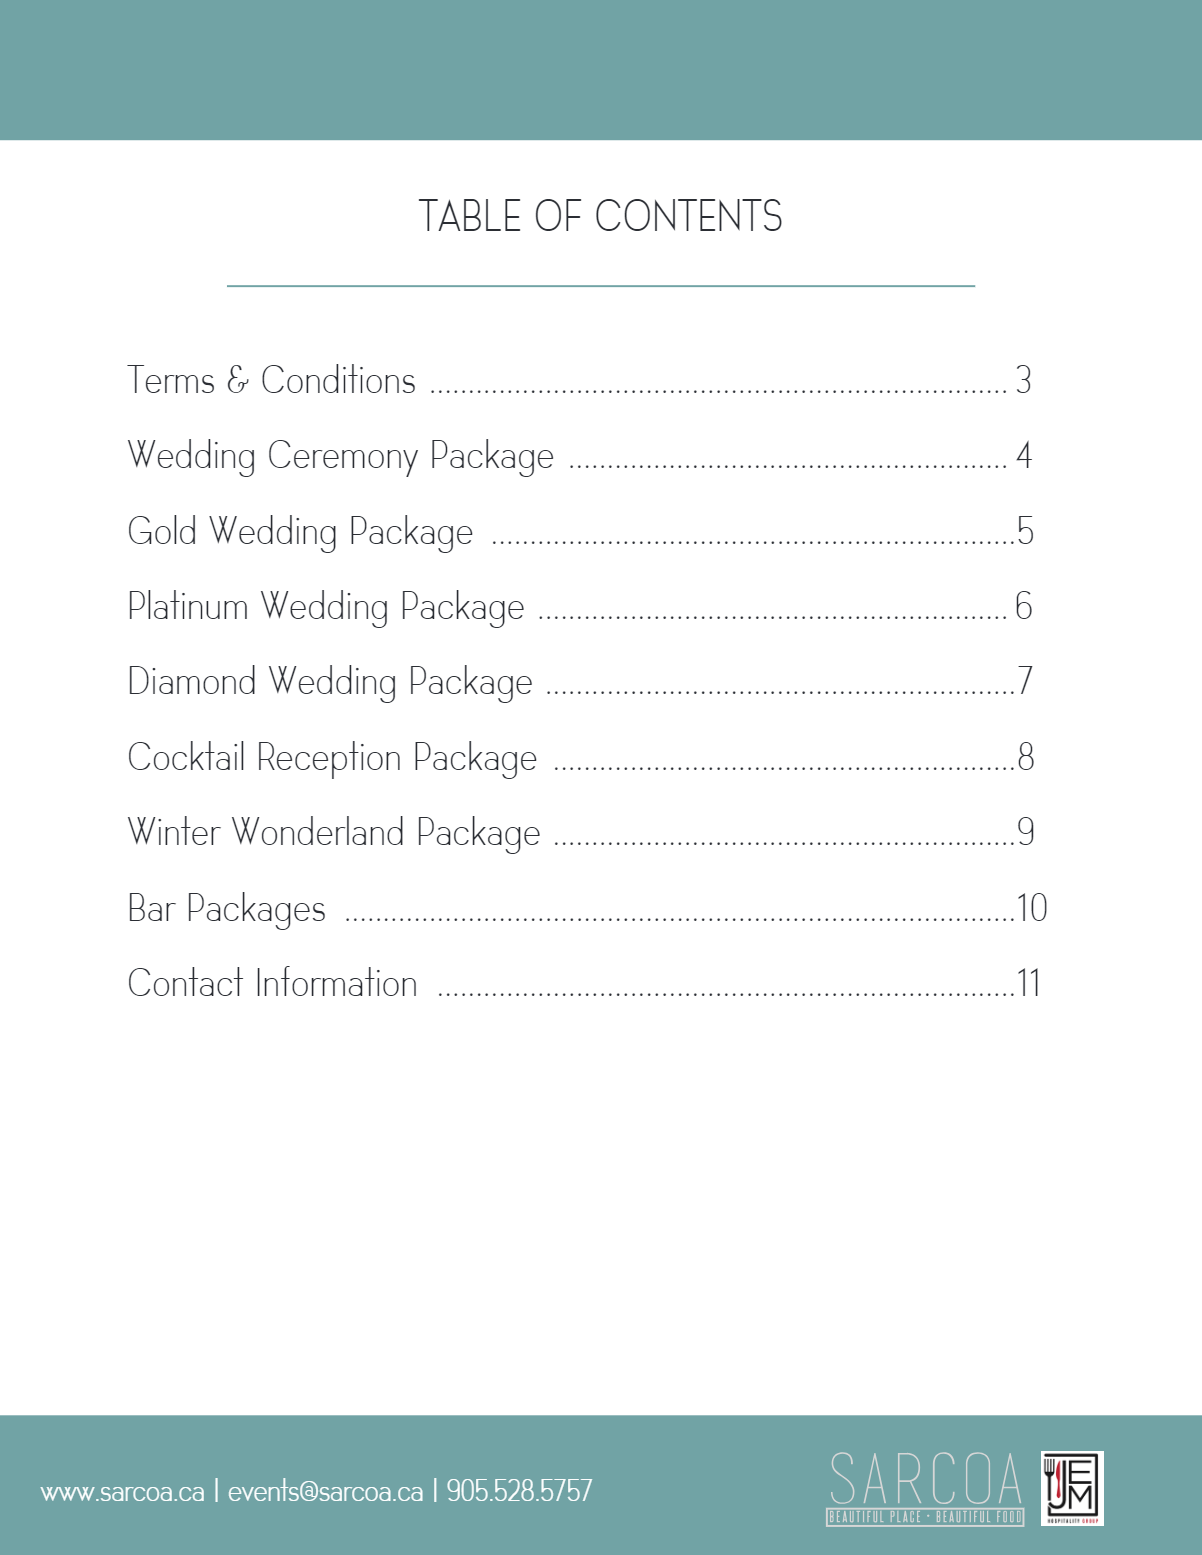 TABLE OF CONTENTS
Terms & Conditions .......................................................................... 3
Wedding Ceremony Package ........................................................ 4
Gold Wedding Package ...................................................................5
Platinum Wedding Package ............................................................ 6
Diamond Wedding Package ............................................................7
Cocktail Reception Package ...........................................................8
Winter Wonderland Package ...........................................................9
Bar Packages ......................................................................................10
Contact Information ..........................................................................11
www.sarcoa.ca | events@sarcoa.ca | 905.528.5757
SARCOA
BEAUTIFUL PLACE • BEAUTIFUL FOOD
JEM
HOSPITALITY GROUP